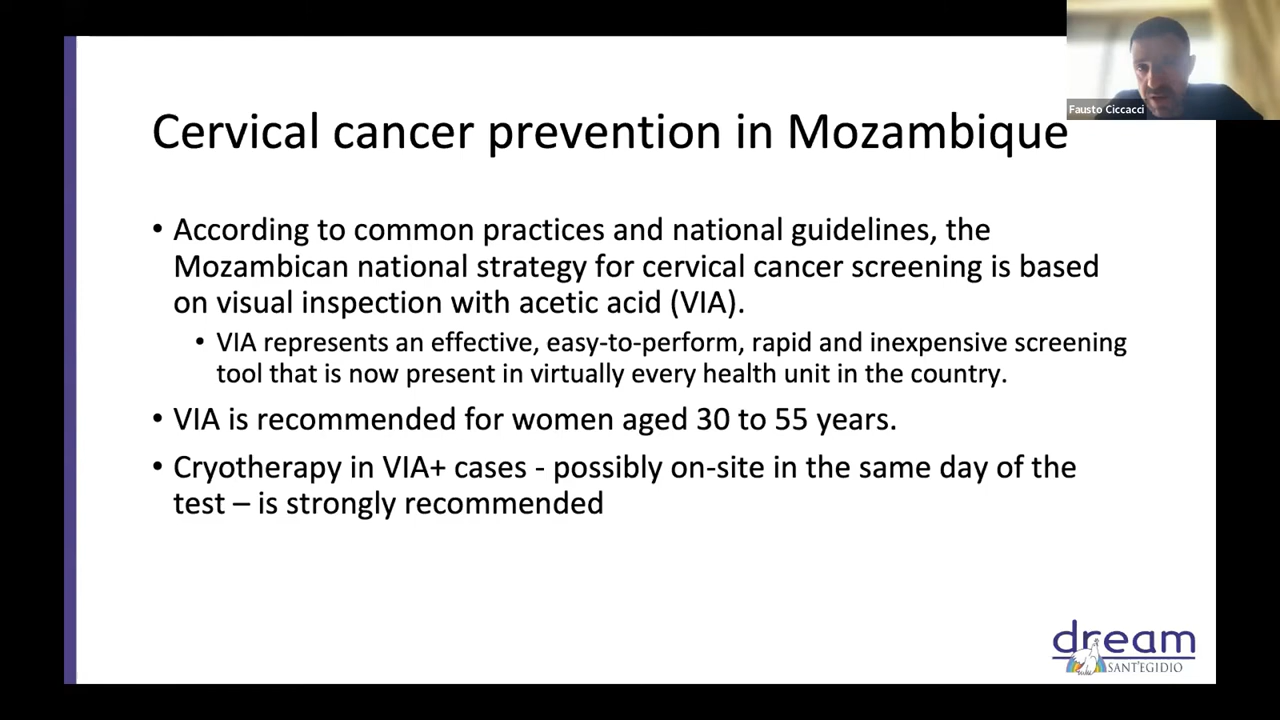 Fausto Ciccacci
Cervical cancer prevention in Mozambique
• According to common practices and national guidelines, the
Mozambican national strategy for cervical cancer screening is based
on visual inspection with acetic acid (VIA).
• VIA represents an effective, easy-to-perform, rapid and inexpensive screening
tool that is now present in virtually every health unit in the country.
• VIA is recommended for women aged 30 to 55 years.
• Cryotherapy in VIA+ cases - possibly on-site in the same day of the
test – is strongly recommended
dream
SANT'EGIDIO